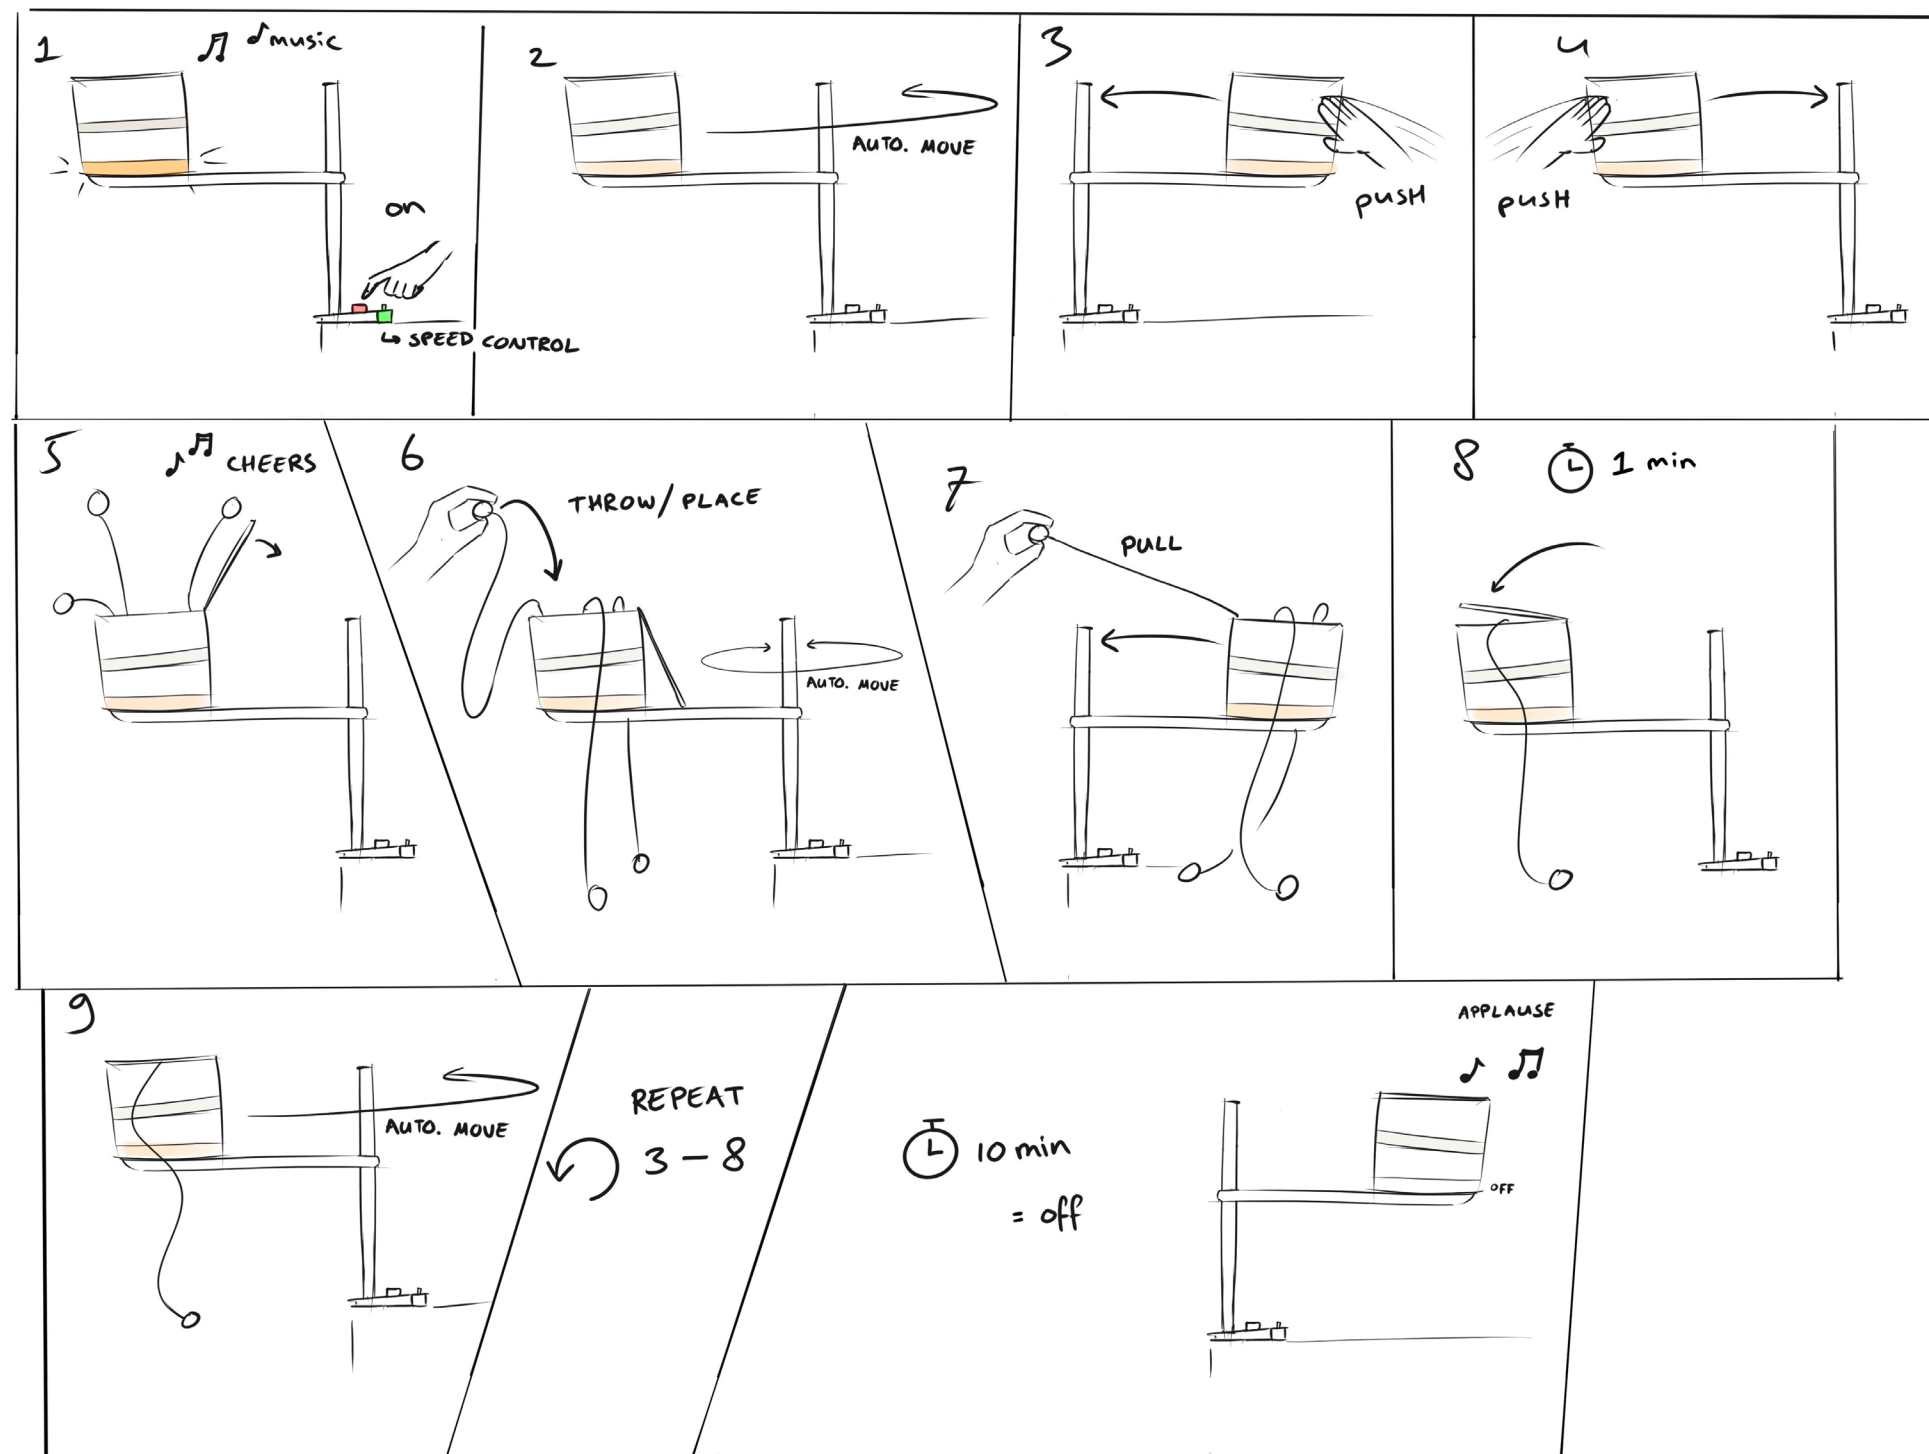 1
music
on
↳ SPEED CONTROL
2
AUTO. MOVE
3
PUSH
4
PUSH
5
CHEERS
6
THROW/PLACE
AUTO. MOVE
7
PULL
8
1 min
9
AUTO. MOVE
REPEAT
3 - 8
10 min
= off
APPLAUSE
OFF